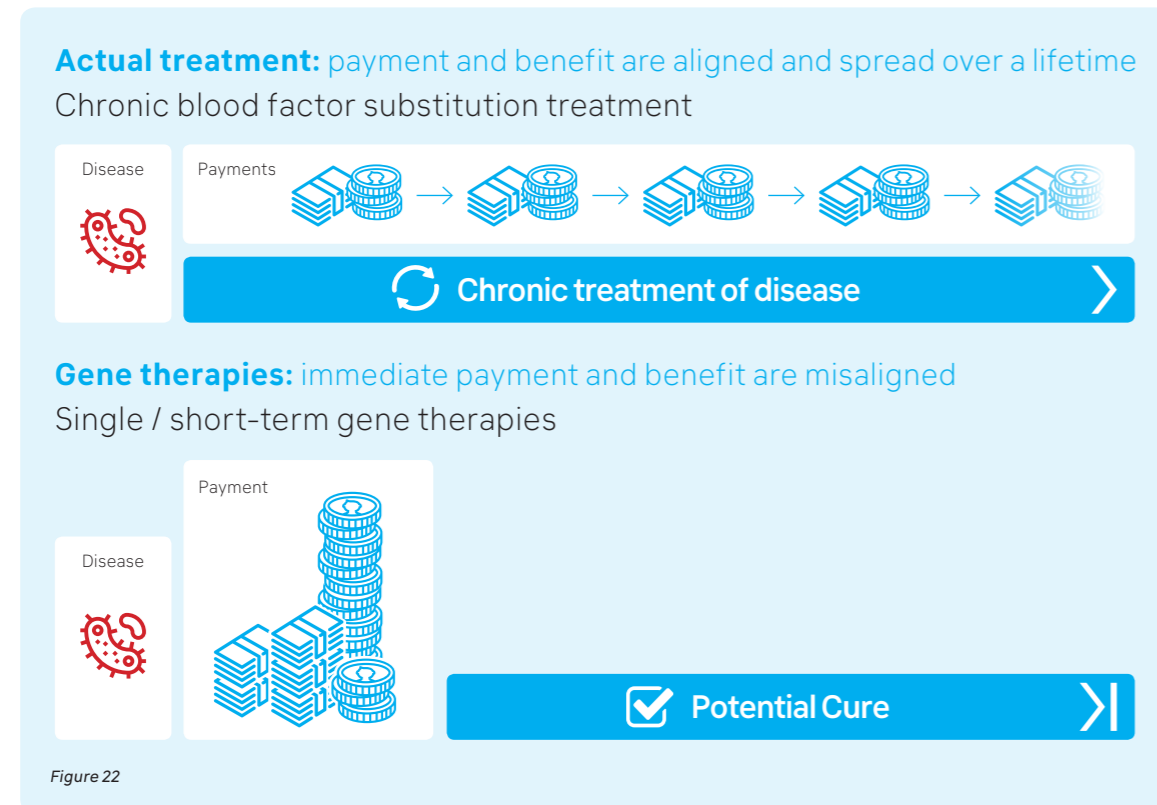 Actual treatment: payment and benefit are aligned and spread over a lifetime
Chronic blood factor substitution treatment
Disease
Payments
Chronic treatment of disease
Gene therapies: immediate payment and benefit are misaligned
Single / short-term gene therapies
Payment
Disease
Potential Cure
Figure 22